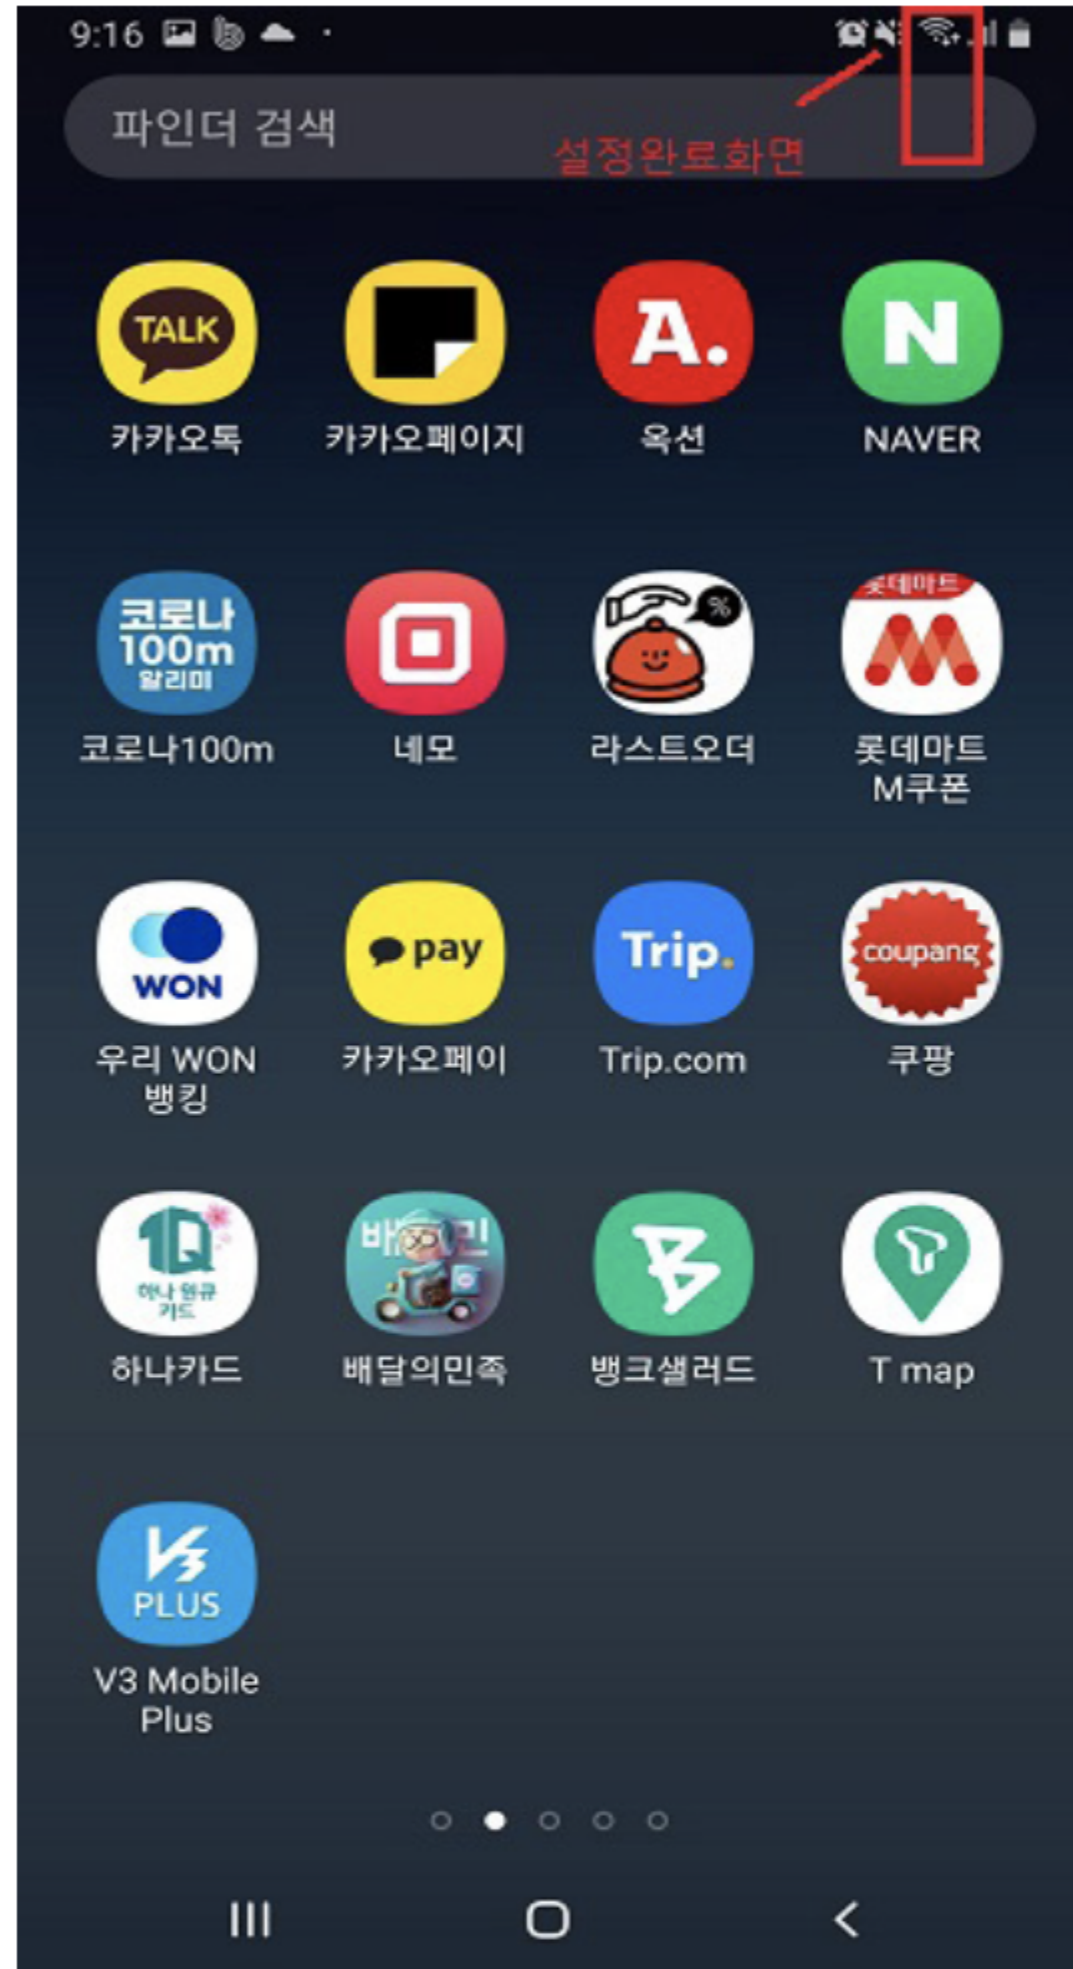 9:16
파인더 검색
설정완료화면
TALK
A.
N
카카오톡
카카오페이지
옥션
NAVER
코로나
100m
알리미
%
롯데마트
코로나100m
네모
라스트오더
롯데마트
M쿠폰
WON
pay
Trip.
coupang
우리 WON
뱅킹
카카오페이
Trip.com
쿠팡
1Q
하나 원큐
카드
배
민
B
T
하나카드
배달의민족
뱅크샐러드
T map
V3
PLUS
V3 Mobile
Plus